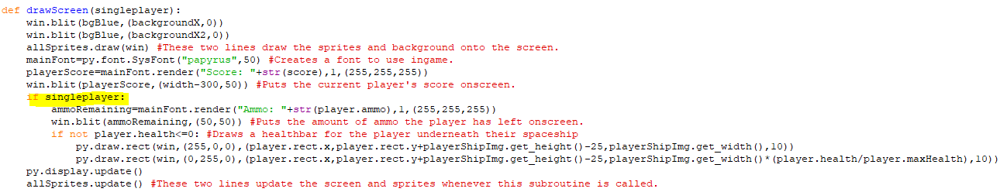 def drawScreen(singleplayer):
    win.blit(bgBlue,(backgroundX,0))
    win.blit(bgBlue,(backgroundX2,0))
    allSprites.draw(win) #These two lines draw the sprites and background onto the screen.
    mainFont=py.font.SysFont("papyrus",50) #Creates a font to use ingame.
    playerScore=mainFont.render("Score: "+str(score),1,(255,255,255))
    win.blit(playerScore,(width-300,50)) #Puts the current player's score onscreen.
    if singleplayer:
        ammoRemaining=mainFont.render("Ammo: "+str(player.ammo),1,(255,255,255))
        win.blit(ammoRemaining,(50,50)) #Puts the amount of ammo the player has left onscreen.
        if not player.health<=0: #Draws a healthbar for the player underneath their spaceship
            py.draw.rect(win,(255,0,0),(player.rect.x,player.rect.y+playerShipImg.get_height()-25,playerShipImg.get_width(),10))
            py.draw.rect(win,(0,255,0),(player.rect.x,player.rect.y+playerShipImg.get_height()-25,playerShipImg.get_width()*(player.health/player.maxHealth),10))
    py.display.update()
    allSprites.update() #These two lines update the screen and sprites whenever this subroutine is called.